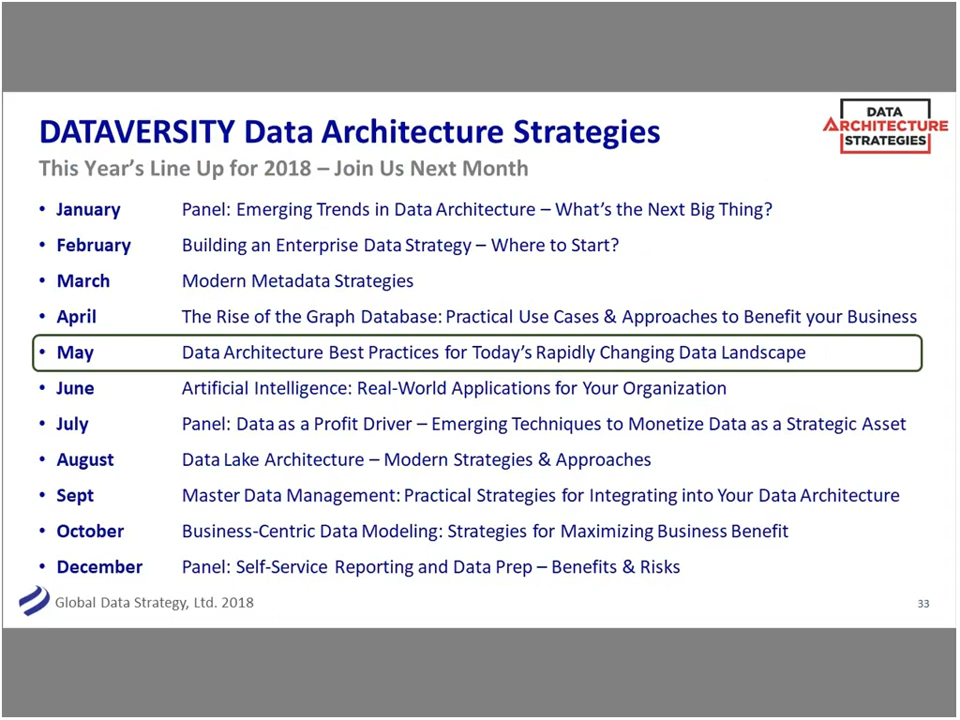 DATAVERSITY Data Architecture Strategies
This Year's Line Up for 2018 – Join Us Next Month
DATA
ARCHITECTURE
STRATEGIES
• January Panel: Emerging Trends in Data Architecture – What's the Next Big Thing?
• February Building an Enterprise Data Strategy – Where to Start?
• March Modern Metadata Strategies
• April The Rise of the Graph Database: Practical Use Cases & Approaches to Benefit your Business
• May Data Architecture Best Practices for Today's Rapidly Changing Data Landscape
• June Artificial Intelligence: Real-World Applications for Your Organization
• July Panel: Data as a Profit Driver – Emerging Techniques to Monetize Data as a Strategic Asset
• August Data Lake Architecture – Modern Strategies & Approaches
• Sept Master Data Management: Practical Strategies for Integrating into Your Data Architecture
• October Business-Centric Data Modeling: Strategies for Maximizing Business Benefit
• December Panel: Self-Service Reporting and Data Prep – Benefits & Risks
Global Data Strategy, Ltd. 2018
33